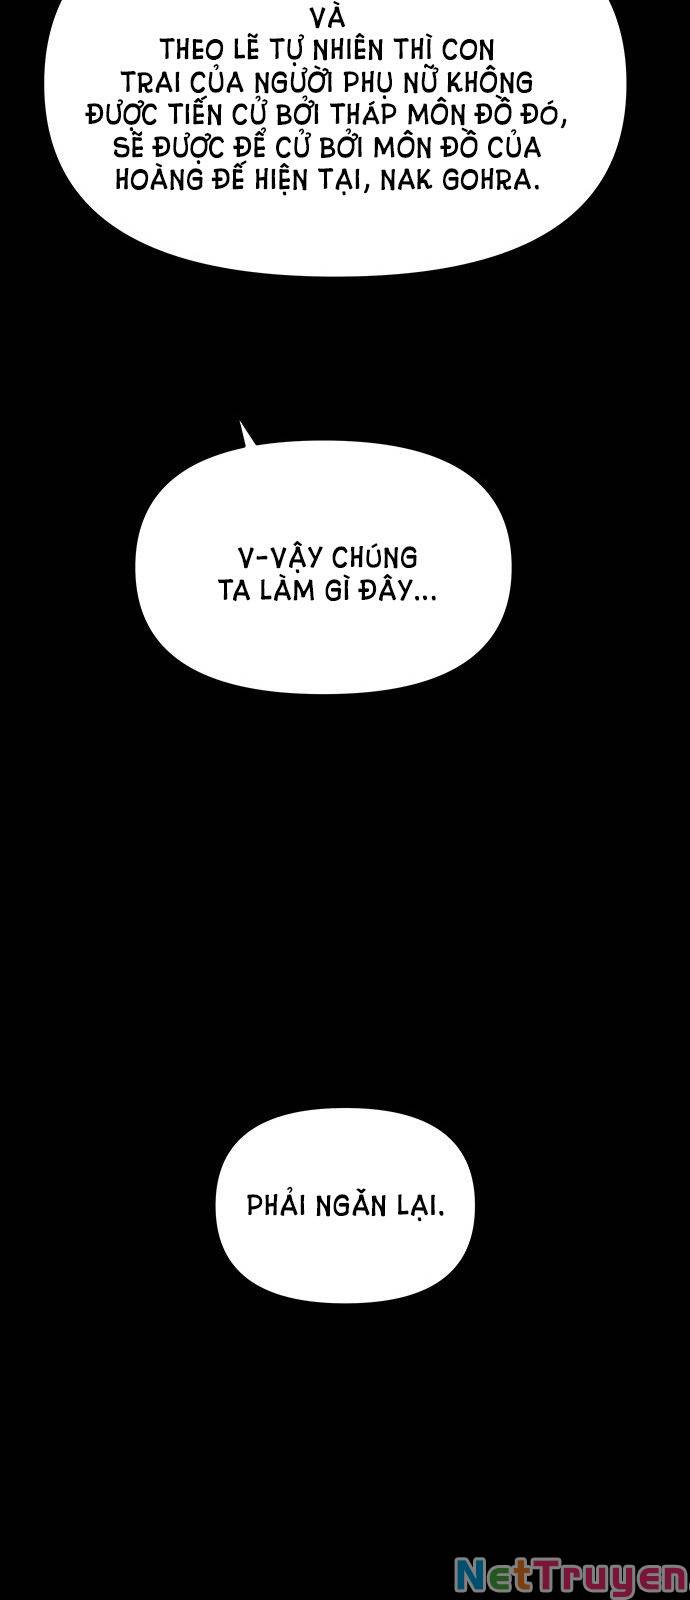 VÀ
THEO LẼ TỰ NHIÊN THÌ CON
TRAI CỦA NGƯỜI PHỤ NỮ KHÔNG
ĐƯỢC TIẾN CỬ BỞI THÁP MÔN ĐỒ ĐÓ,
SẼ ĐƯỢC ĐỂ CỬ BỞI MÔN ĐỒ CỦA
HOÀNG ĐẾ HIỆN TẠI, NAK GOHRA.
V-VẬY CHÚNG
TA LÀM GÌ ĐÂY...
PHẢI NGĂN LẠI.
NetTruyen